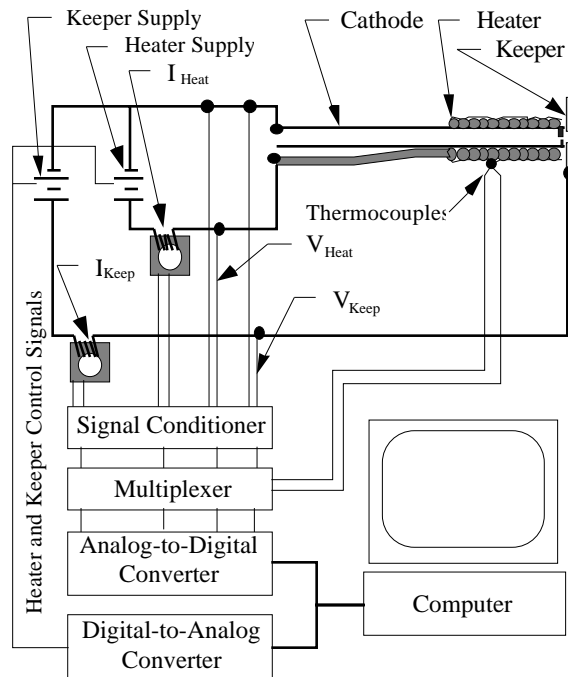 Keeper Supply
Heater Supply
I Heat
Cathode
Heater
Keeper
Thermocouples
V Heat
I Keep
V Keep
Heater and Keeper Control Signals
Signal Conditioner
Multiplexer
Analog-to-Digital
Converter
Digital-to-Analog
Converter
Computer